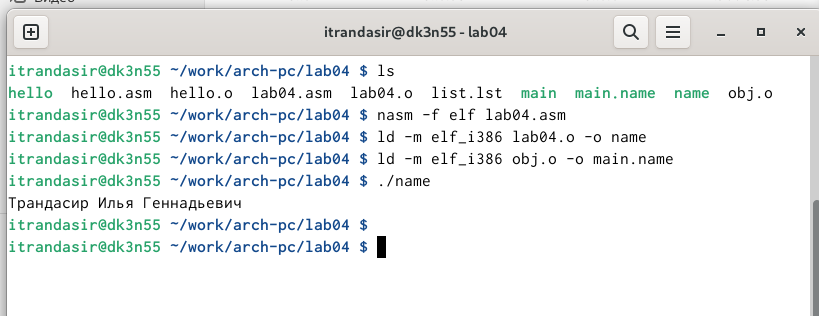 Видео
itrandasir@dk3n55 - lab04
itrandasir@dk3n55 ~/work/arch-pc/lab04 $ ls
hello hello.asm hello.o lab04.asm lab04.o list.lst main main.name name obj.o
itrandasir@dk3n55 ~/work/arch-pc/lab04 $ nasm -f elf lab04.asm
itrandasir@dk3n55 ~/work/arch-pc/lab04 $ ld -m elf_i386 lab04.o -o name
itrandasir@dk3n55 ~/work/arch-pc/lab04 $ ld -m elf_i386 obj.o -o main.name
itrandasir@dk3n55 ~/work/arch-pc/lab04 $ ./name
Трандасир Илья Геннадьевич
itrandasir@dk3n55 ~/work/arch-pc/lab04 $
itrandasir@dk3n55 ~/work/arch-pc/lab04 $